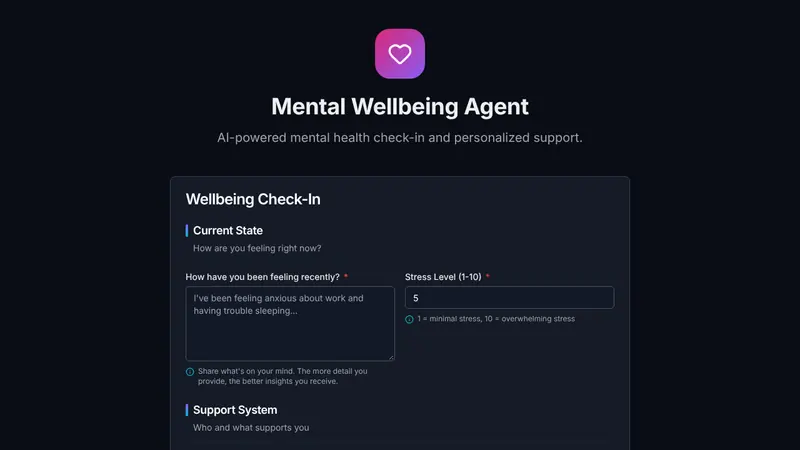 Mental Wellbeing Agent
AI-powered mental health check-in and personalized support.
Wellbeing Check-In
Current State
How are you feeling right now?
How have you been feeling recently? *
I've been feeling anxious about work and
having trouble sleeping...
Share what's on your mind. The more detail you
provide, the better insights you receive.
Stress Level (1-10) *
5
1 = minimal stress, 10 = overwhelming stress
Support System
Who and what supports you